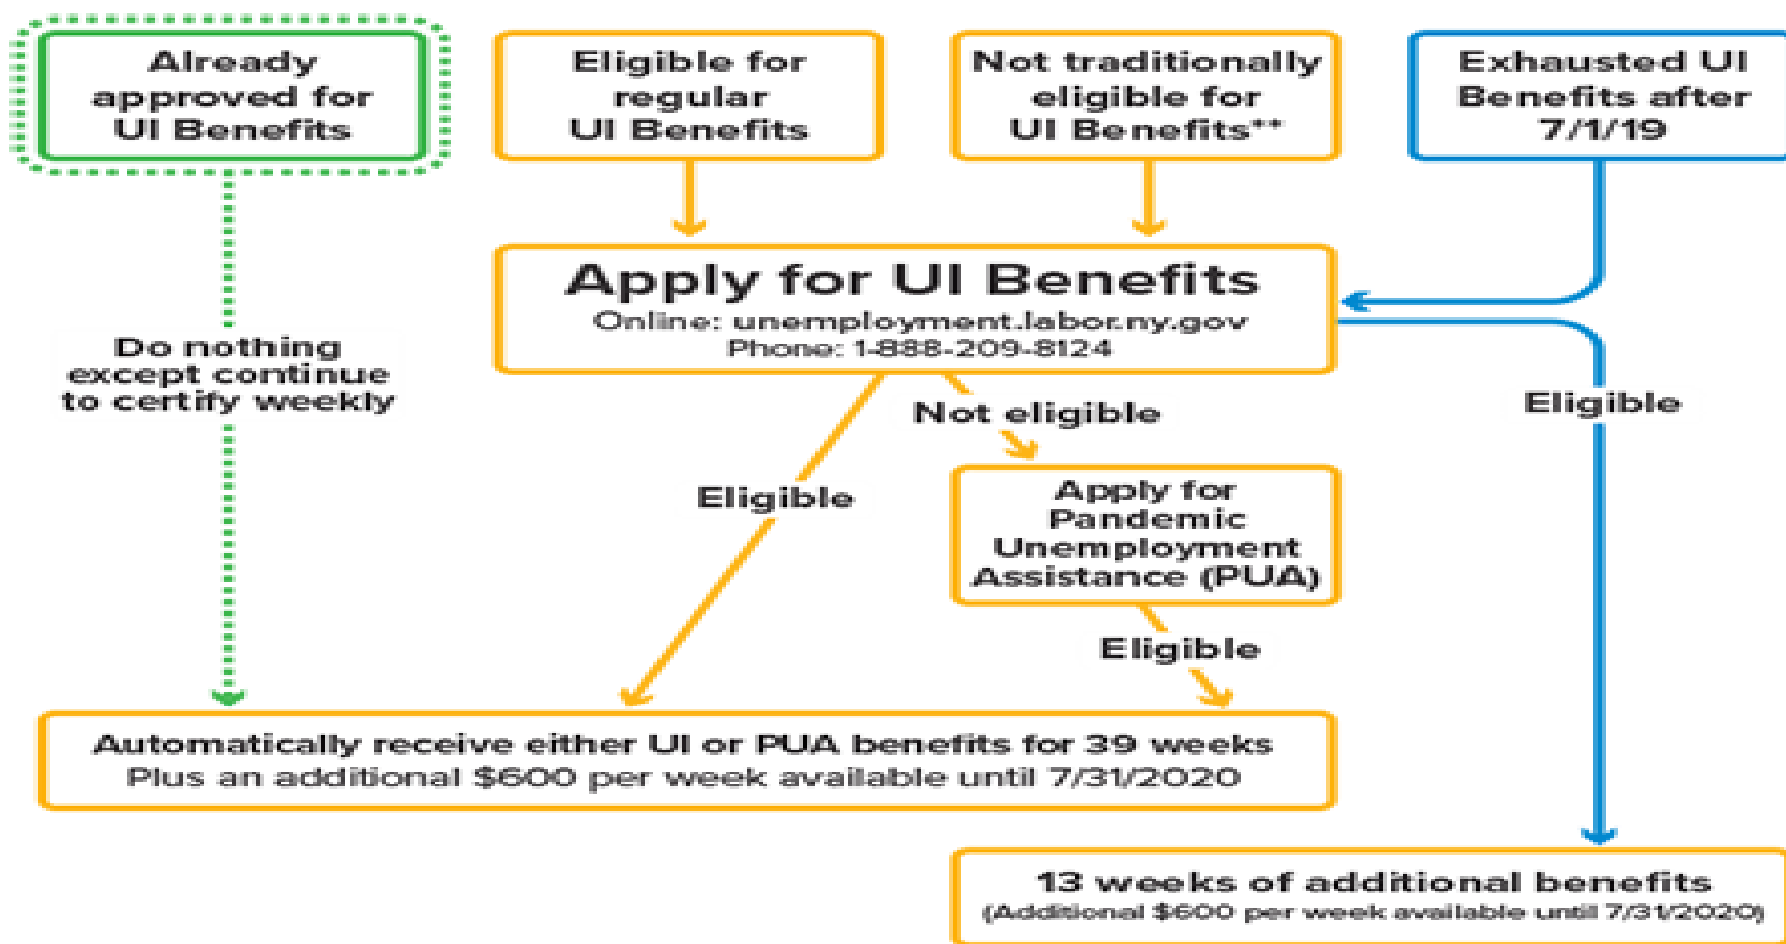 Already
approved for
UI Benefits
Eligible for
regular
UI Benefits
Not traditionally
eligible for
UI Benefits**
Exhausted UI
Benefits after
7/1/19
Apply for UI Benefits
Online: unemployment.labor.ny.gov
Phone: 1-888-209-8124
Do nothing
except continue
to certify weekly
Not eligible
Eligible
Eligible
Apply for
Pandemic
Unemployment
Assistance (PUA)
Eligible
Automatically receive either UI or PUA benefits for 39 weeks
Plus an additional $600 per week available until 7/31/2020
13 weeks of additional benefits
(Additional $600 per week available until 7/31/2020)